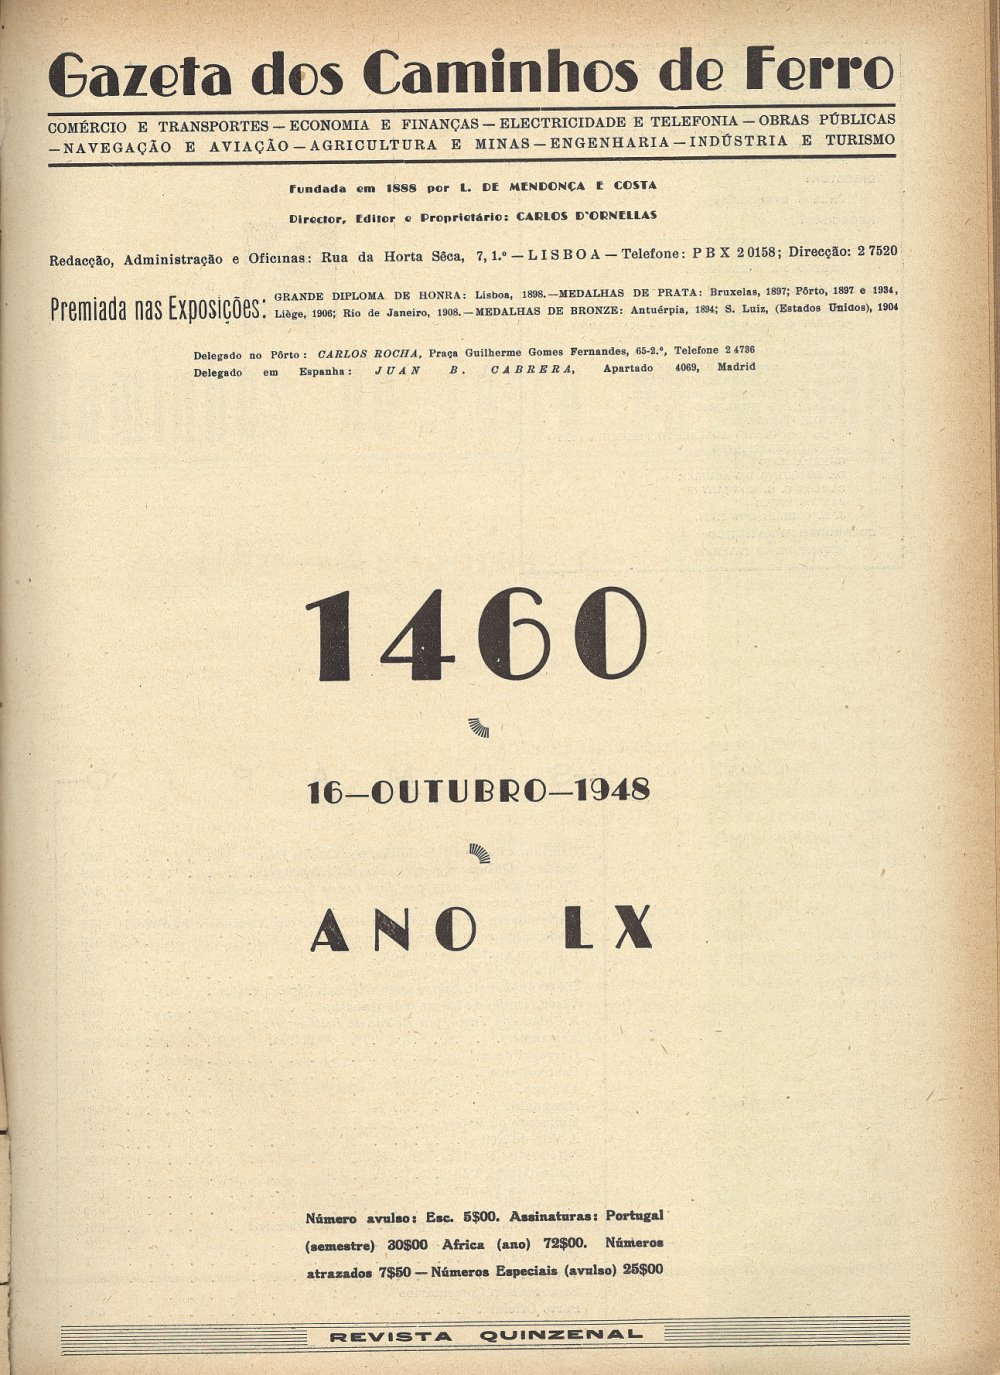 Gazeta dos Caminhos de Ferro
COMÉRCIO E TRANSPORTES — ECONOMIA E FINANÇAS — ELECTRICIDADE E TELEFONIA — OBRAS PÚBLICAS
— NAVEGAÇÃO E AVIAÇÃO — AGRICULTURA E MINAS — ENGENHARIA — INDÚSTRIA E TURISMO
Fundada em 1888 por L. DE MENDONÇA E COSTA
Director, Editor e Proprietário: CARLOS D'ORNELLAS
Redacção, Administração e Oficinas: Rua da Horta Sêca, 7, 1.º — LISBOA — Telefone: PBX 20158; Direcção: 27520
Premiada nas Exposições:
GRANDE DIPLOMA DE HONRA: Lisboa, 1898. — MEDALHAS DE PRATA: Bruxelas, 1897; Pôrto, 1897 e 1934,
Liège, 1906; Rio de Janeiro, 1908. — MEDALHAS DE BRONZE: Antuérpia, 1894; S. Luiz, (Estados Unidos), 1904
Delegado no Pôrto: CARLOS ROCHA, Praça Guilherme Gomes Fernandes, 65-2.º, Telefone 24736
Delegado em Espanha: JUAN B. CABRERA, Apartado 4069, Madrid
1460
16—OUTUBRO—1948
ANO LX
Número avulso: Esc. 5$00. Assinaturas: Portugal
(semestre) 30$00 Africa (ano) 72$00. Números
atrazados 7$50 — Números Especiais (avulso) 25$00
REVISTA QUINZENAL